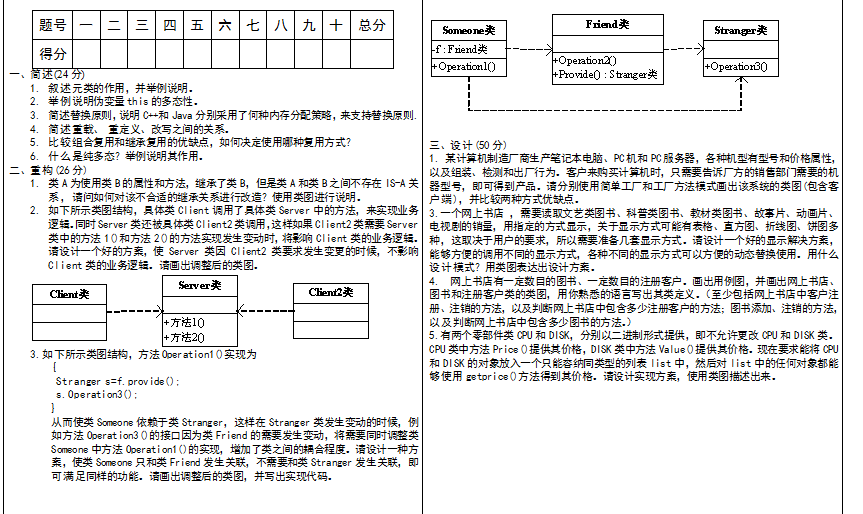 题号 一 二 三 四 五 六 七 八 九 十 总分
得分
一、简述(24 分)
1. 叙述元类的作用，并举例说明。
2. 举例说明伪变量 this 的多态性。
3. 简述替换原则,说明 C++和 Java 分别采用了何种内存分配策略，来支持替换原则.
4. 简述重载、 重定义、改写之间的关系。
5. 比较组合复用和继承复用的优缺点，如何决定使用哪种复用方式？
6. 什么是纯多态？举例说明其作用。
二、重构(26 分)
1. 类 A 为使用类 B 的属性和方法，继承了类 B，但是类 A 和类 B 之间不存在 IS-A 关
系，请问如何对该不合适的继承关系进行改造？使用类图进行说明。
2. 如下所示类图结构，具体类 Client 调用了具体类 Server 中的方法，来实现业务
逻辑。同时 Server 类还被具体类 Client2 类调用,这样如果 Client2 类需要 Server
类中的方法 1()和方法 2()的方法实现发生变动时，将影响 Client 类的业务逻辑。
请设计一个好的方案，使 Server 类因 Client2 类要求发生变更的时候，不影响
Client 类的业务逻辑。请画出调整后的类图。
Client类
Server类
+方法1()
+方法2()
Client2类
3. 如下所示类图结构，方法 Operation1()实现为
{
Stranger s=f.provide();
s.Operation3();
}
从而使类 Someone 依赖于类 Stranger，这样在 Stranger 类发生变动的时候，例
如方法 Operation3()的接口因为类 Friend 的需要发生变动，将需要同时调整类
Someone 中方法 Operation1()的实现，增加了类之间的耦合程度。请设计一种方
案，使类 Someone 只和类 Friend 发生关联，不需要和类 Stranger 发生关联，即
可满足同样的功能。请画出调整后的类图，并写出实现代码。
Someone类
-f : Friend类
+Operation1()
Friend类
+Operation2()
+Provide() : Stranger类
Stranger类
+Operation3()
三、设计(50 分)
1. 某计算机制造厂商生产笔记本电脑、PC 机和 PC 服务器，各种机型有型号和价格属性，
以及组装、检测和出厂行为。客户来购买计算机时，只需要告诉厂方的销售部门需要的机
器型号，即可得到产品。请分别使用简单工厂和工厂方法模式画出该系统的类图(包含客
户端)，并比较两种方式优缺点。
3.一个网上书店 ，需要读取文艺类图书、科普类图书、教材类图书、故事片、动画片、
电视剧的销量，用指定的方式显示，关于显示方式可能有表格、直方图、折线图、饼图多
种，这取决于用户的要求，所以需要准备几套显示方式。请设计一个好的显示解决方案，
能够方便的调用不同的显示方式，各种不同的显示方式可以方便的动态替换使用。用什么
设计模式？用类图表达出设计方案。
4. 网上书店有一定数目的图书、一定数目的注册客户。画出用例图，并画出网上书店、
图书和注册客户类的类图，用你熟悉的语言写出其类定义。（至少包括网上书店中客户注
册、注销的方法，以及判断网上书店中包含多少注册客户的方法；图书添加、注销的方法，
以及判断网上书店中包含多少图书的方法。）
5.有两个零部件类 CPU 和 DISK，分别以二进制形式提供，即不允许更改 CPU 和 DISK 类。
CPU 类中方法 Price()提供其价格，DISK 类中方法 Value()提供其价格。现在要求能将 CPU
和 DISK 的对象放入一个只能容纳同类型的列表 list 中，然后对 list 中的任何对象都能
够使用 getprice()方法得到其价格。请设计实现方案，使用类图描述出来。